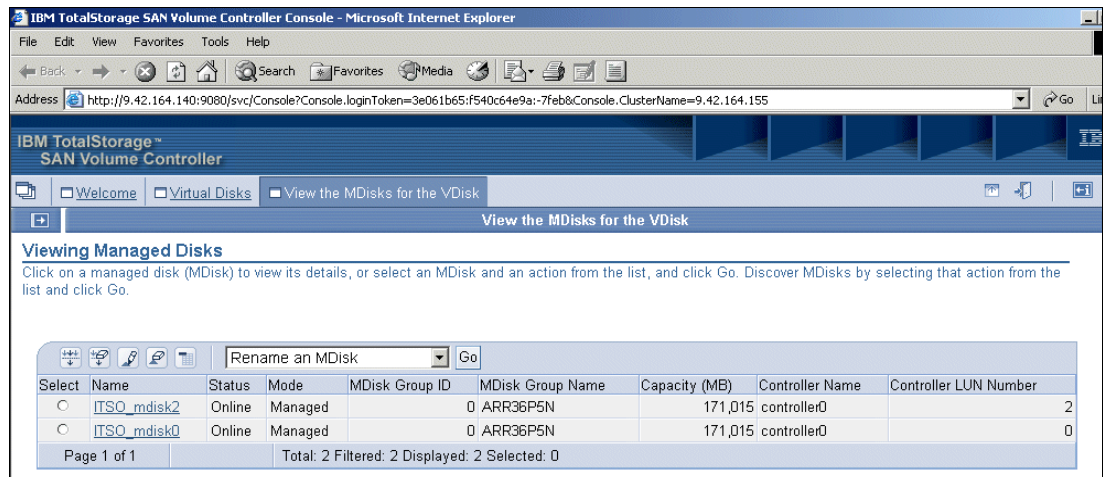 IBM TotalStorage SAN Volume Controller Console - Microsoft Internet Explorer
File Edit View Favorites Tools Help
Back Search Favorites Media
Address http://9.42.164.140:9080/svc/Console?Console.loginToken=3e061b65:f540c64e9a:-7feb&Console.ClusterName=9.42.164.155 Go
IBM TotalStorage™
SAN Volume Controller
Welcome Virtual Disks View the MDisks for the VDisk
View the MDisks for the VDisk
Viewing Managed Disks
Click on a managed disk (MDisk) to view its details, or select an MDisk and an action from the list, and click Go. Discover MDisks by selecting that action from the
list and click Go.
Rename an MDisk Go
Select Name Status Mode MDisk Group ID MDisk Group Name Capacity (MB) Controller Name Controller LUN Number
ITSO_mdisk2 Online Managed 0 ARR36P5N 171,015 controller0 2
ITSO_mdisk0 Online Managed 0 ARR36P5N 171,015 controller0 0
Page 1 of 1 Total: 2 Filtered: 2 Displayed: 2 Selected: 0